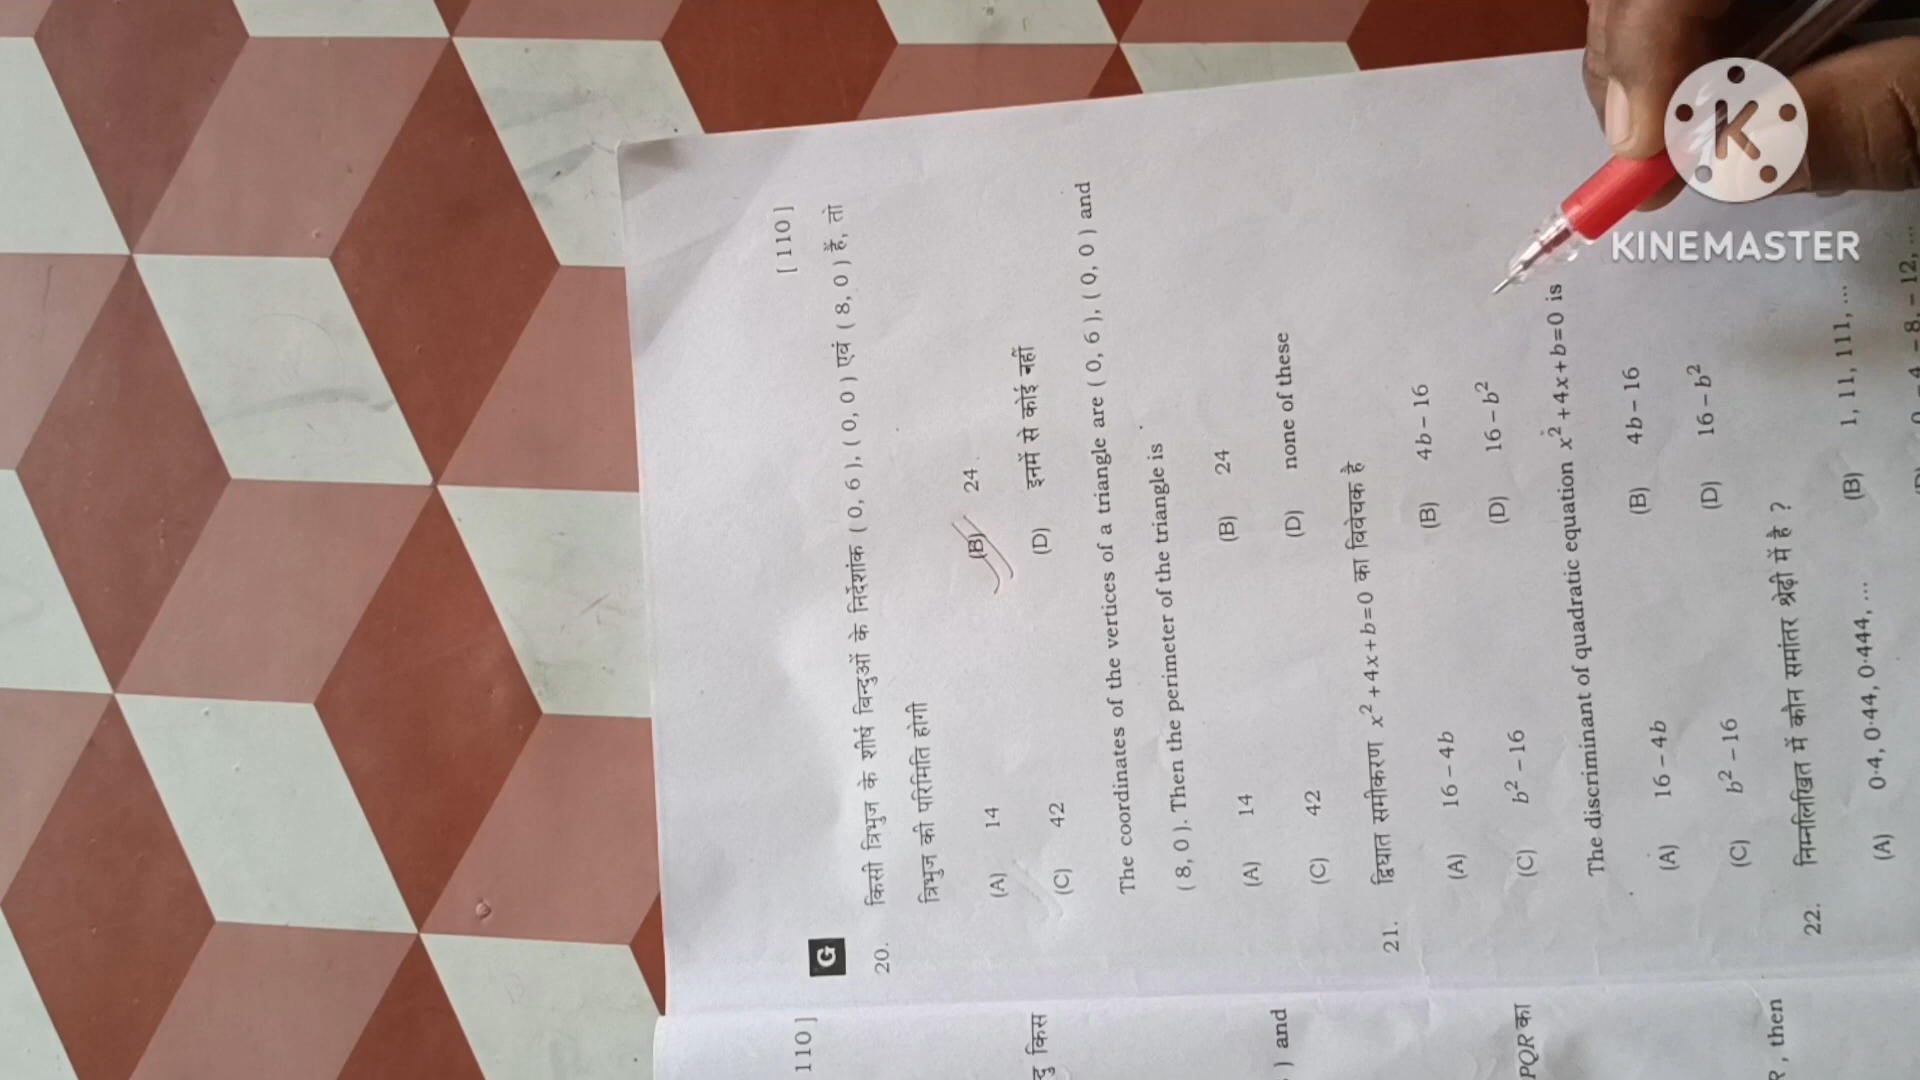 [ 110 ]
G
20. किसी त्रिभुज के शीर्ष बिन्दुओं के निर्देशांक ( 0, 6 ), ( 0, 0 ) एवं ( 8, 0 ) हैं, तो
त्रिभुज की परिमिति होगी
(A) 14 (B) 24
(C) 42 (D) इनमें से कोई नहीं
The coordinates of the vertices of a triangle are ( 0, 6 ), ( 0, 0 ) and
( 8, 0 ). Then the perimeter of the triangle is
(A) 14 (B) 24
(C) 42 (D) none of these
21. द्विघात समीकरण x² + 4x + b = 0 का विवेचक है
(A) 16 – 4b (B) 4b – 16
(C) b² – 16 (D) 16 – b²
The discriminant of quadratic equation x² + 4x + b = 0 is
(A) 16 – 4b (B) 4b – 16
(C) b² – 16 (D) 16 – b²
22. निम्नलिखित में कौन समांतर श्रेढ़ी में है ?
(A) 0·4, 0·44, 0·444, ... (B) 1, 11, 111, ...
– 8, – 12, ...
110 ]
किस
) and
PQR का
, then
K
KINEMASTER